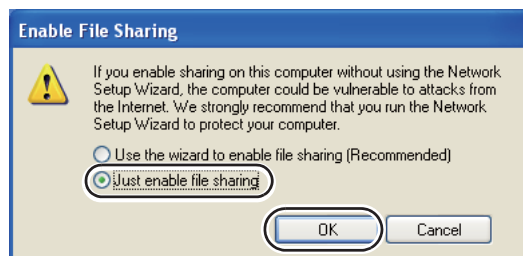 Enable File Sharing
If you enable sharing on this computer without using the Network
Setup Wizard, the computer could be vulnerable to attacks from
the Internet. We strongly recommend that you run the Network
Setup Wizard to protect your computer.
Use the wizard to enable file sharing (Recommended)
Just enable file sharing
OK Cancel